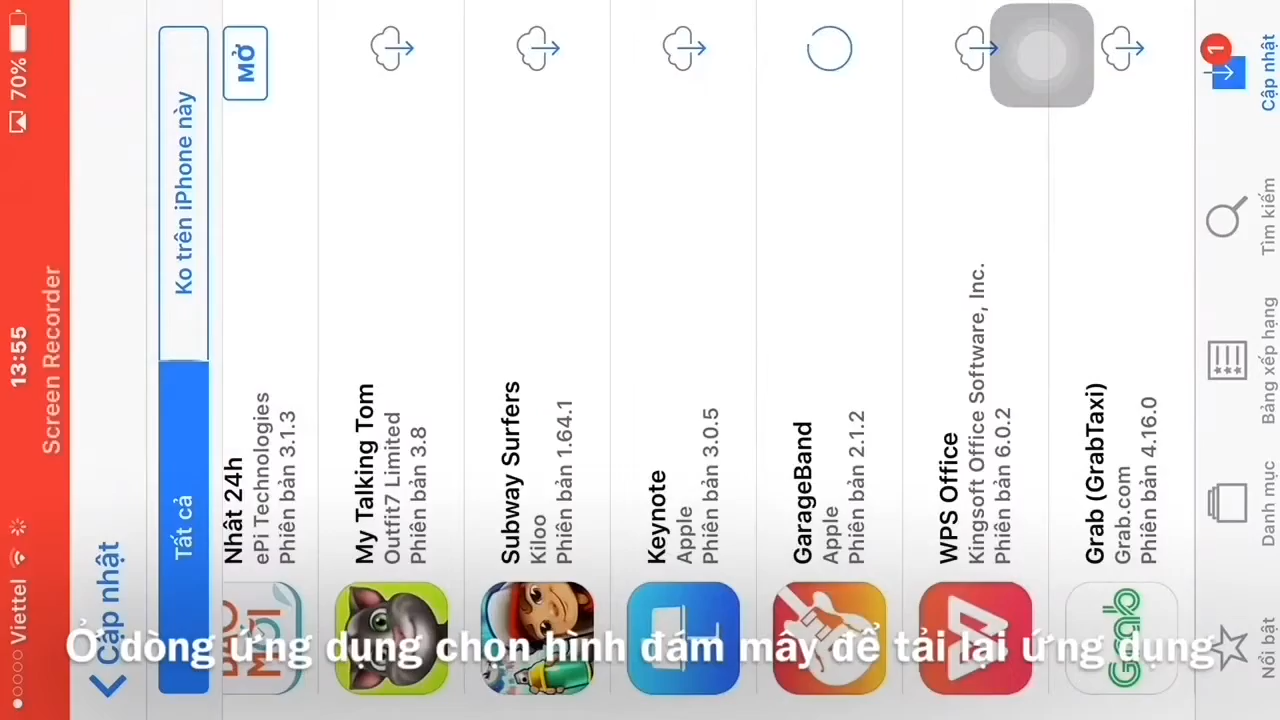 Viettel
13:55
70%
Screen Recorder
Cập nhật
Tất cả
Ko trên iPhone này
Nhât 24h
ePi Technologies
Phiên bản 3.1.3
MỞ
My Talking Tom
Outfit7 Limited
Phiên bản 3.8
Subway Surfers
Kiloo
Phiên bản 1.64.1
Keynote
Apple
Phiên bản 3.0.5
GarageBand
Apple
Phiên bản 2.1.2
WPS Office
Kingsoft Office Software, Inc.
Phiên bản 6.0.2
Grab
Grab (GrabTaxi)
Grab.com
Phiên bản 4.16.0
Nổi bật
Danh mục
Bảng xếp hạng
Tìm kiếm
1
Cập nhật
Ở dòng ứng dụng chọn hình đám mây để tải lại ứng dụng